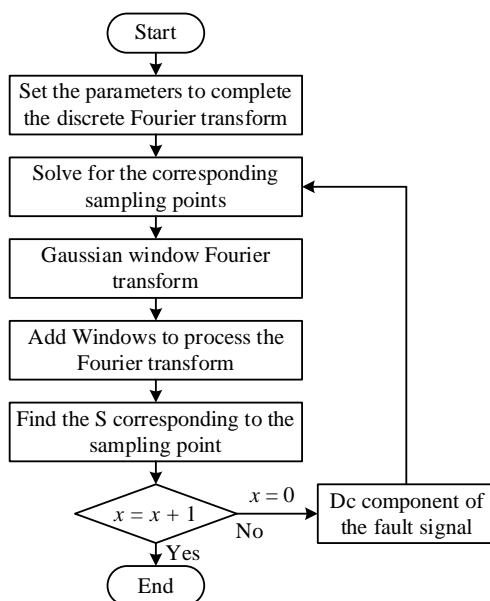 Start
Set the parameters to complete
the discrete Fourier transform
Solve for the corresponding
sampling points
Gaussian window Fourier
transform
Add Windows to process the
Fourier transform
Find the S corresponding to the
sampling point
x = x + 1
x = 0
No
Dc component of
the fault signal
Yes
End